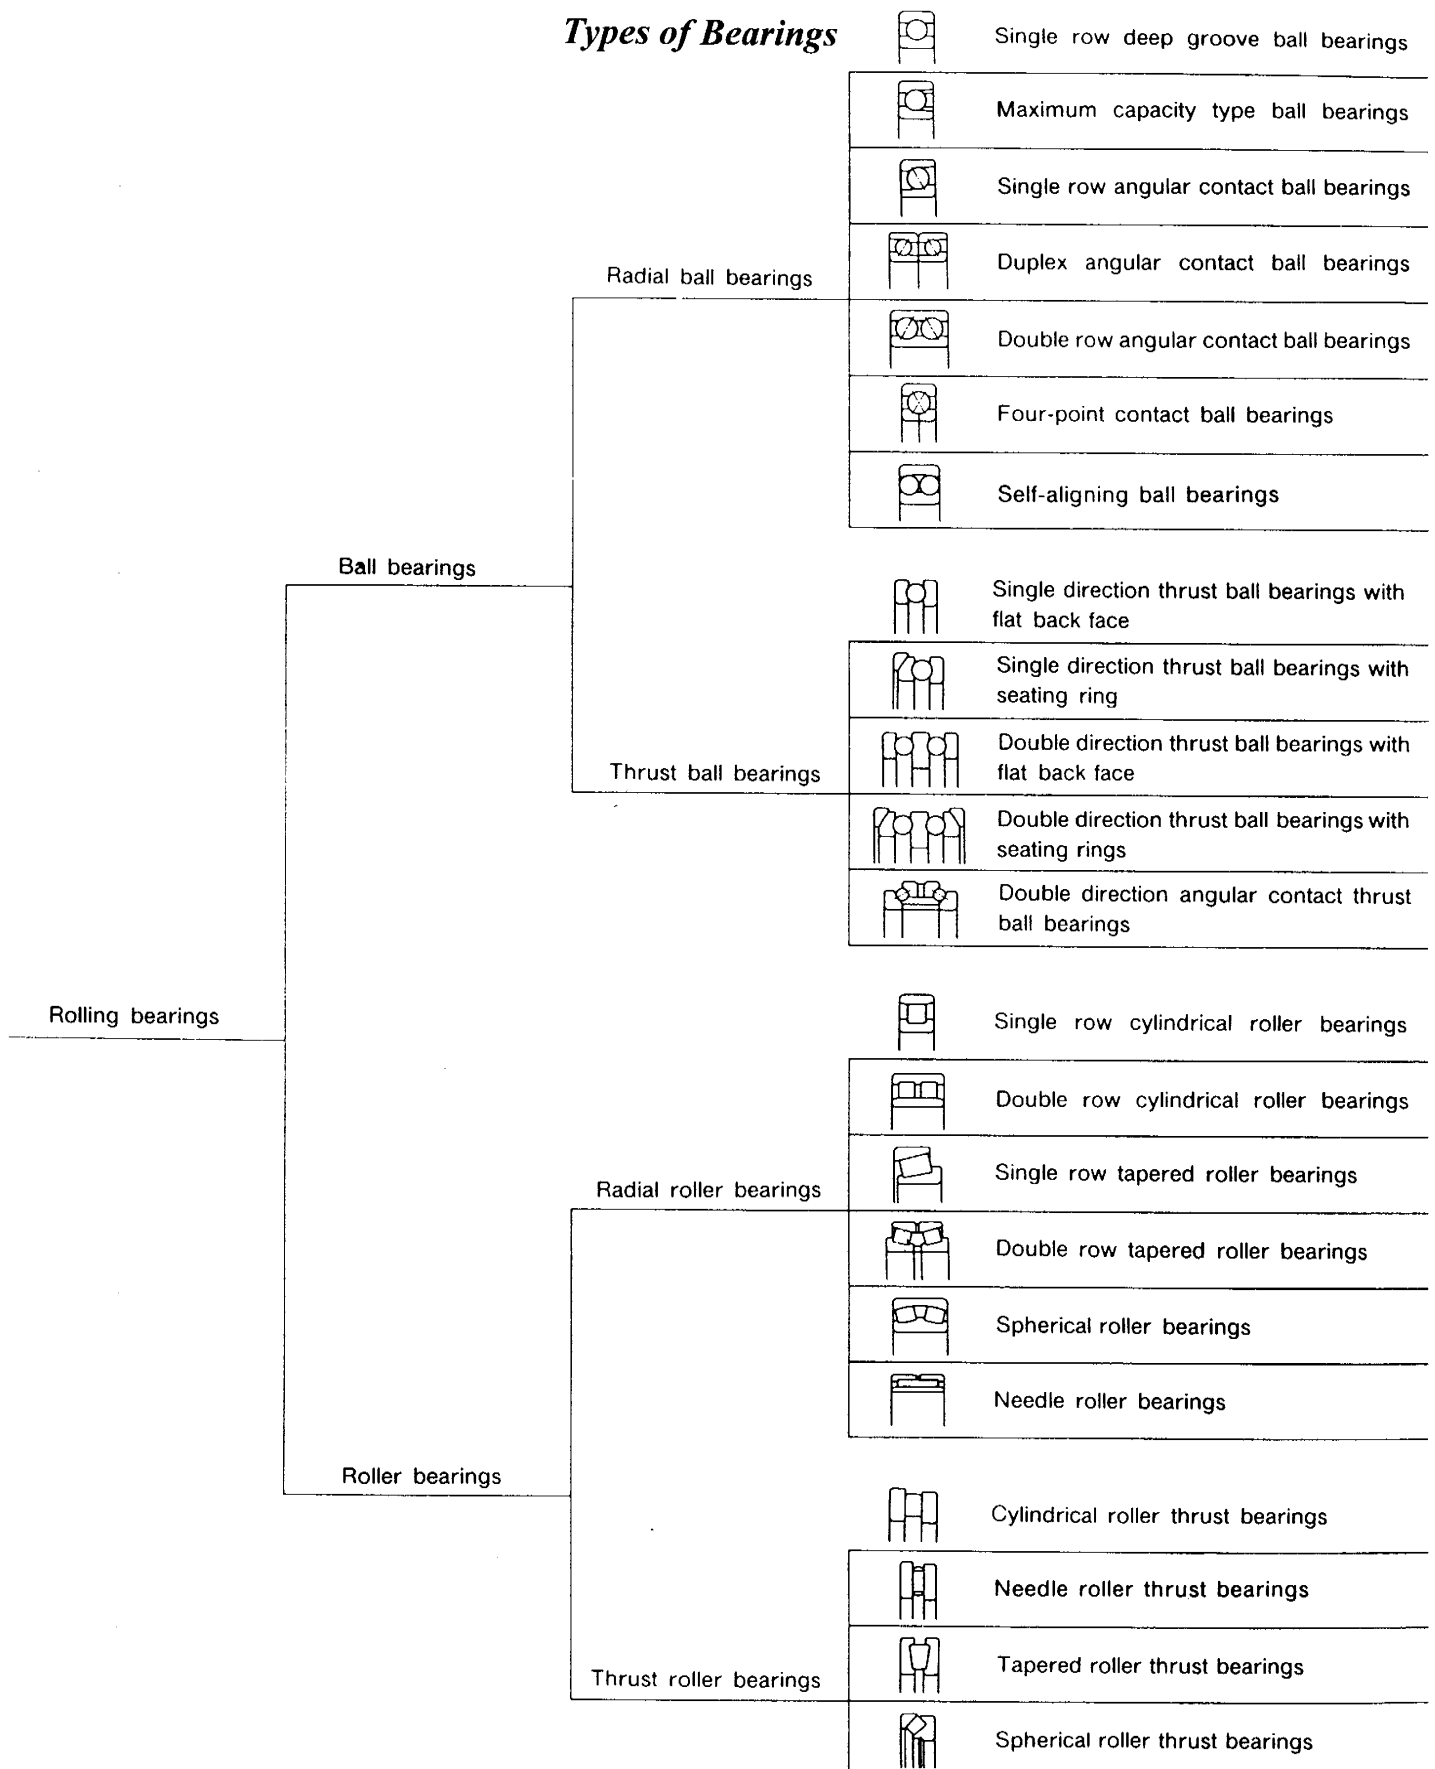 Types of Bearings
Single row deep groove ball bearings
Maximum capacity type ball bearings
Single row angular contact ball bearings
Duplex angular contact ball bearings
Radial ball bearings
Double row angular contact ball bearings
Four-point contact ball bearings
Self-aligning ball bearings
Ball bearings
Single direction thrust ball bearings with
flat back face
Single direction thrust ball bearings with
seating ring
Double direction thrust ball bearings with
flat back face
Thrust ball bearings
Double direction thrust ball bearings with
seating rings
Double direction angular contact thrust
ball bearings
Rolling bearings
Single row cylindrical roller bearings
Double row cylindrical roller bearings
Single row tapered roller bearings
Radial roller bearings
Double row tapered roller bearings
Spherical roller bearings
Needle roller bearings
Roller bearings
Cylindrical roller thrust bearings
Needle roller thrust bearings
Tapered roller thrust bearings
Thrust roller bearings
Spherical roller thrust bearings